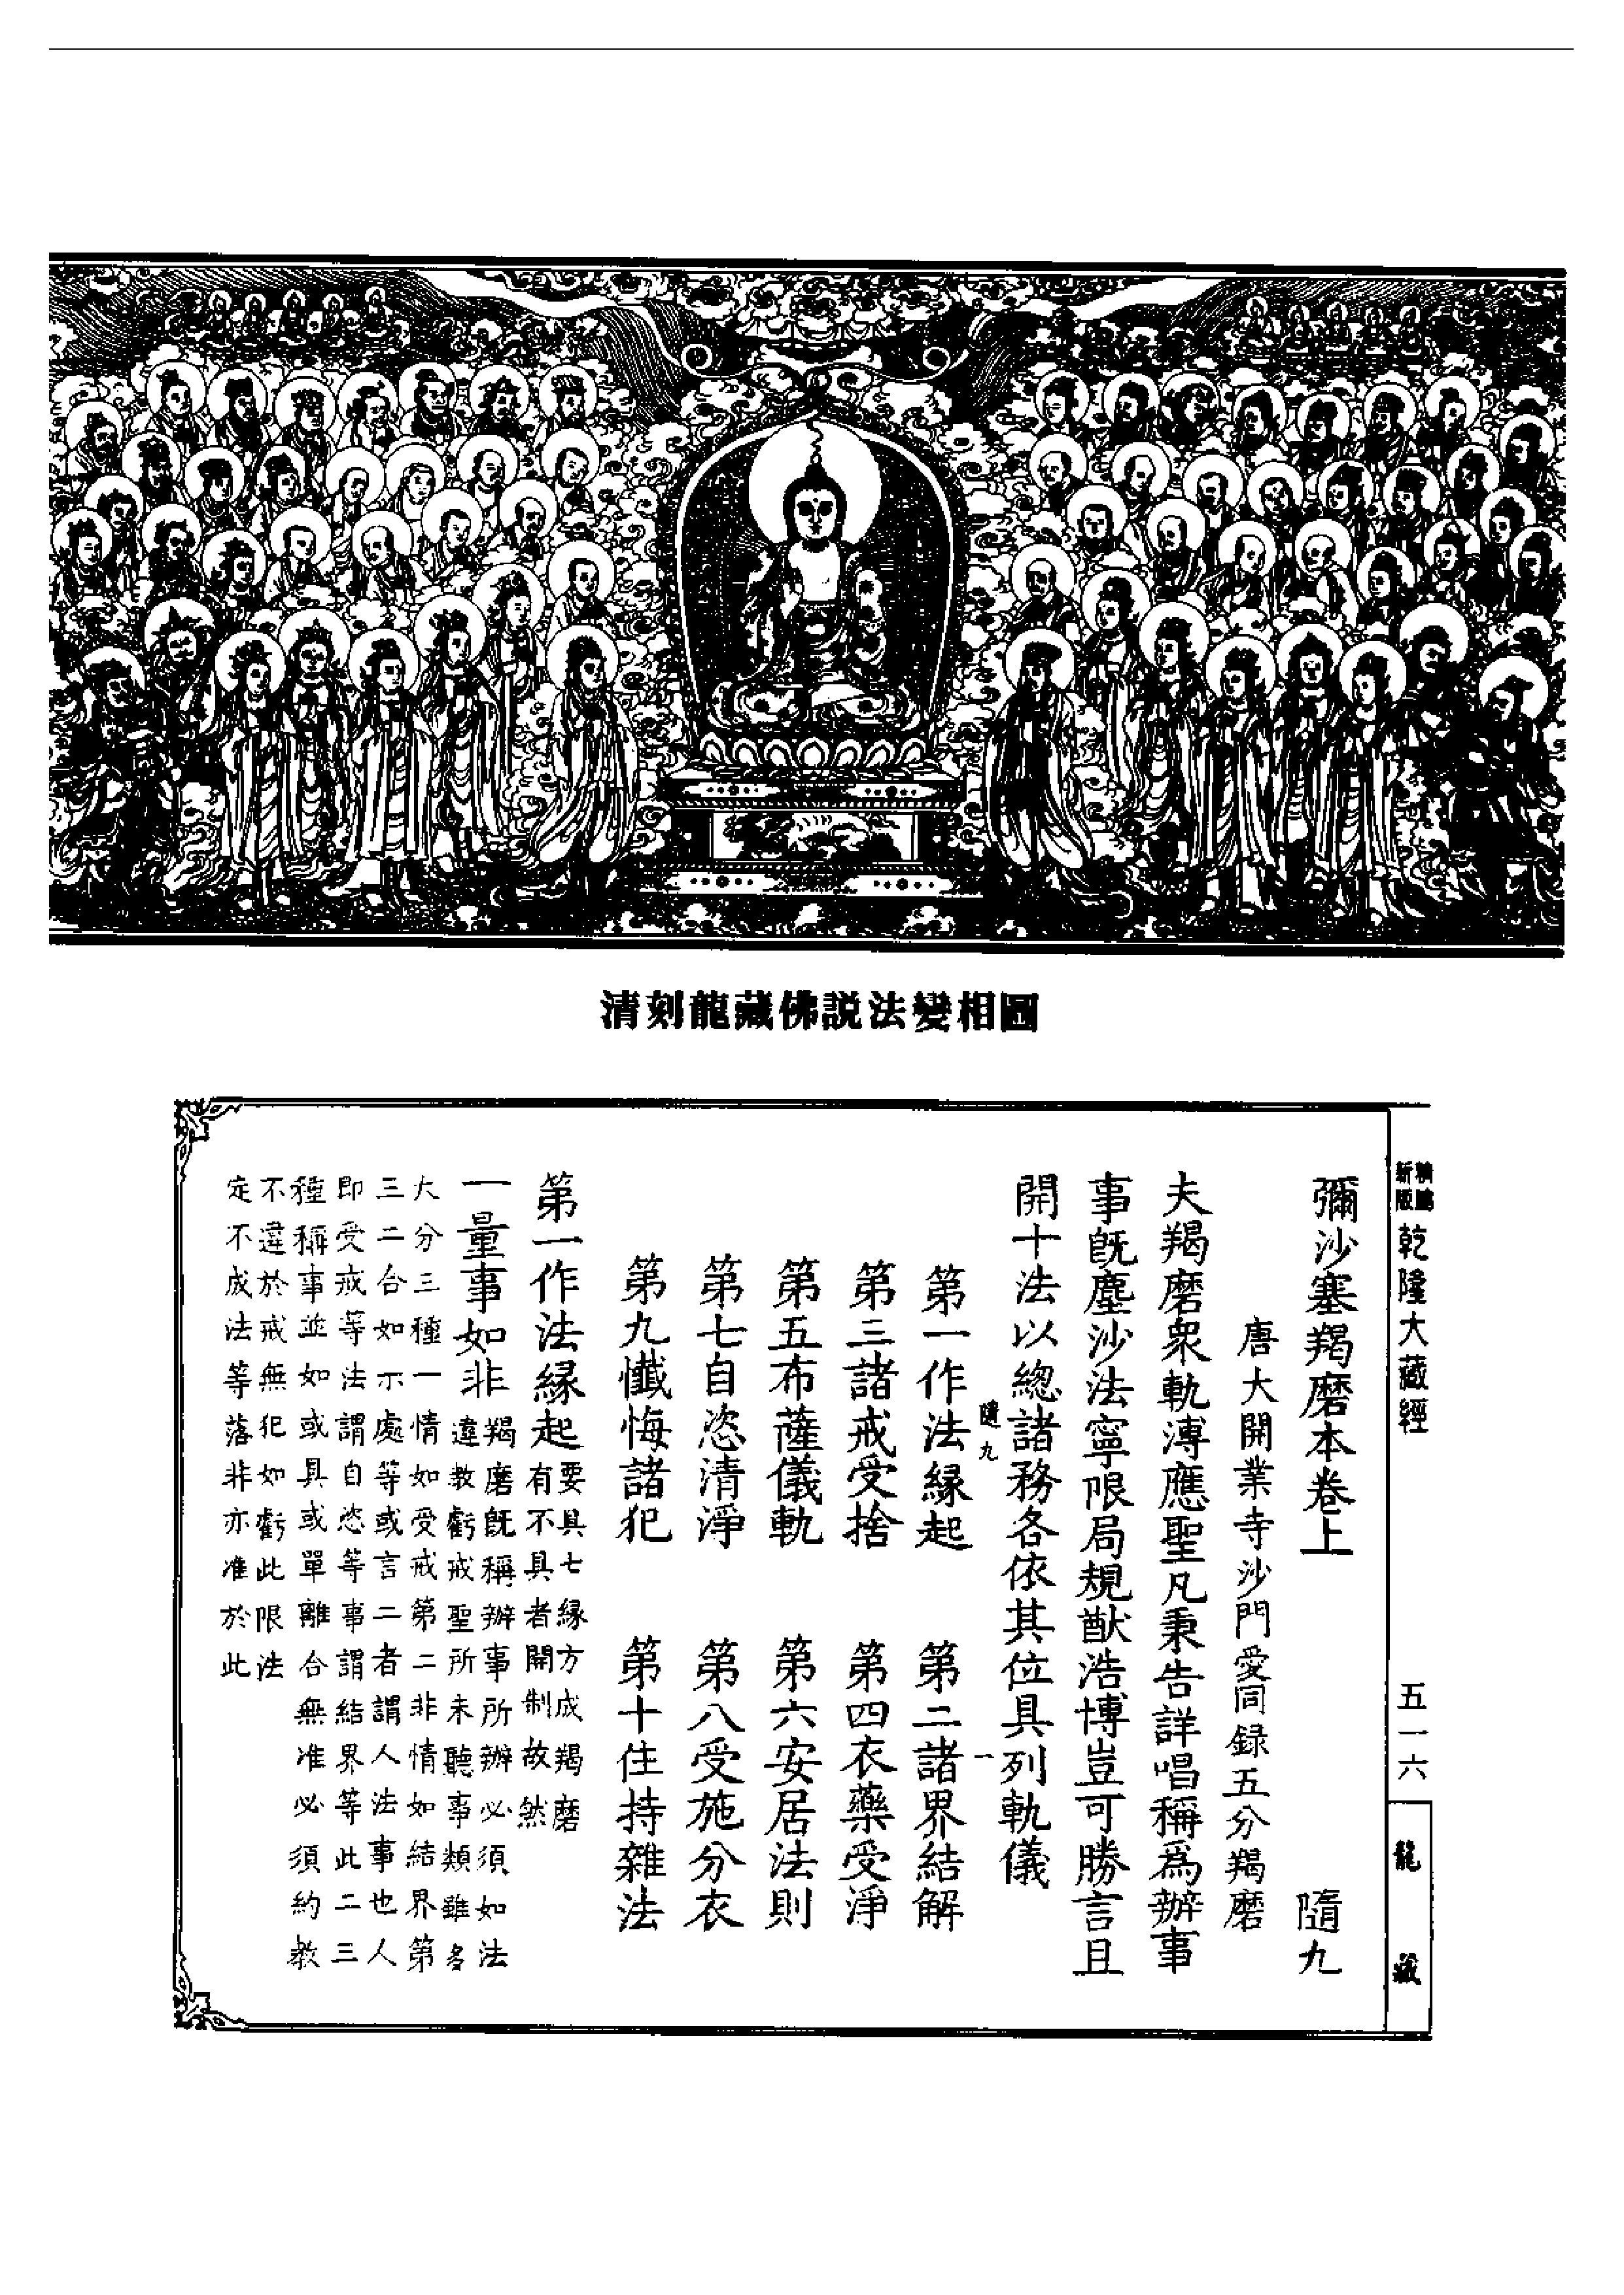 清刻龍藏佛説法變相圖
新版
乾隆大藏經
五一六
龍藏
彌沙塞羯磨本卷上 隨九
唐大開業寺沙門愛同録五分羯磨
夫羯磨衆軌溥應聖凡秉告詳唱稱爲辦事
事旣塵沙法寧限局規猷浩博豈可勝言且
開十法以總諸務各依其位具列軌儀
隨九 一
第一作法縁起 第二諸界結解
第三諸戒受捨 第四衣藥受淨
第五布薩儀軌 第六安居法則
第七自恣清淨 第八受施分衣
第九懺悔諸犯 第十住持雜法
第一作法縁起
要具七縁方成羯磨
有不具者開制故然
一量事如非
羯磨旣稱辦事所辦必須如法
違教虧戒聖所未聽事類雖多
大分三種一情如受戒第二非情如結界第
三二合如示處等或言二者謂人法事也人
即受戒等法謂自恣等事謂結界等此二三
種稱事並如或具或單離合無准必須約教
不違於戒無犯如虧此限法
定不成法等落非亦准於此